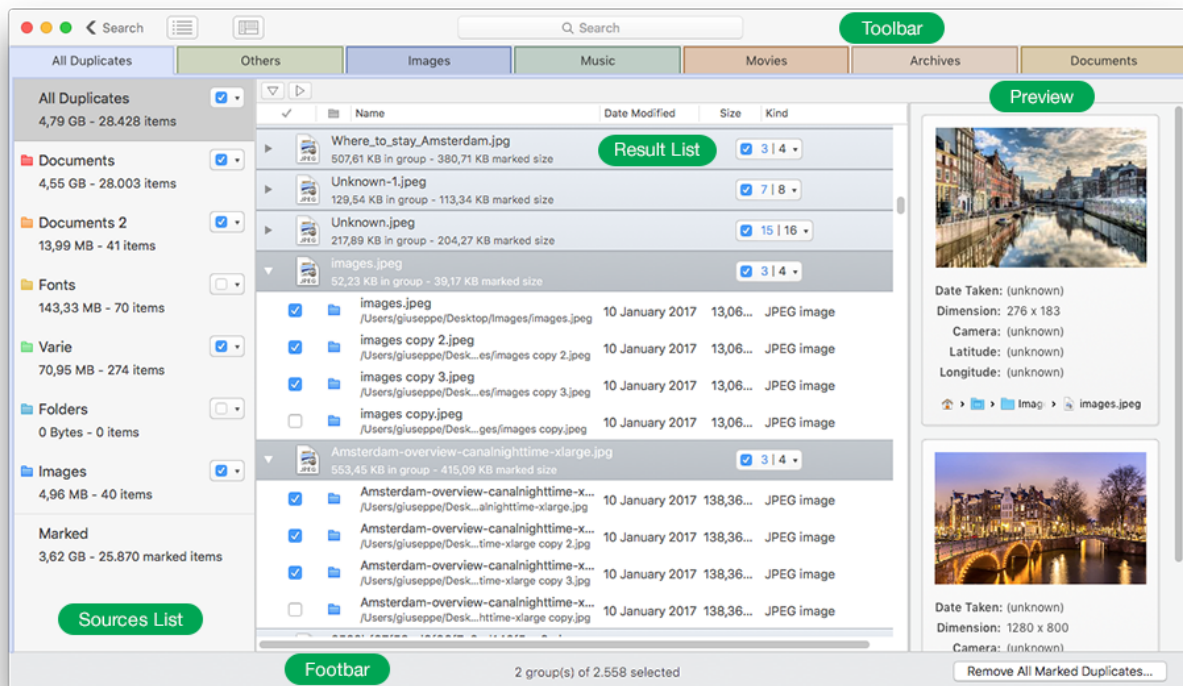 Search
Search
Toolbar
All Duplicates
Others
Images
Music
Movies
Archives
Documents
All Duplicates
4,79 GB - 28.428 items
Documents
4,55 GB - 28.003 items
Documents 2
13,99 MB - 41 items
Fonts
143,33 MB - 70 items
Varie
70,95 MB - 274 items
Folders
0 Bytes - 0 items
Images
4,96 MB - 40 items
Marked
3,62 GB - 25.870 marked items
Sources List
Name Date Modified Size Kind
Result List
Where_to_stay_Amsterdam.jpg
507,61 KB in group - 380,71 KB marked size
3 | 4
Unknown-1.jpeg
129,54 KB in group - 113,34 KB marked size
7 | 8
Unknown.jpeg
217,89 KB in group - 204,27 KB marked size
15 | 16
images.jpeg
52,23 KB in group - 39,17 KB marked size
3 | 4
images.jpeg
/Users/giuseppe/Desktop/Images/images.jpeg
10 January 2017 13,06... JPEG image
images copy 2.jpeg
/Users/giuseppe/Desk...es/images copy 2.jpeg
10 January 2017 13,06... JPEG image
images copy 3.jpeg
/Users/giuseppe/Desk...es/images copy 3.jpeg
10 January 2017 13,06... JPEG image
images copy.jpeg
/Users/giuseppe/Desk...ges/images copy.jpeg
10 January 2017 13,06... JPEG image
Amsterdam-overview-canalnighttime-xlarge.jpg
553,45 KB in group - 415,09 KB marked size
3 | 4
Amsterdam-overview-canalnighttime-x...
/Users/giuseppe/Desk...alnighttime-xlarge.jpg
10 January 2017 138,36... JPEG image
Amsterdam-overview-canalnighttime-x...
/Users/giuseppe/Desk...time-xlarge copy 2.jpg
10 January 2017 138,36... JPEG image
Amsterdam-overview-canalnighttime-x...
/Users/giuseppe/Desk...time-xlarge copy 3.jpg
10 January 2017 138,36... JPEG image
Amsterdam-overview-canalnighttime-x...
/Users/giuseppe/Desk...httime-xlarge copy.jpg
10 January 2017 138,36... JPEG image
JPEG
JPEG
JPEG
JPEG
JPEG
Preview
Date Taken: (unknown)
Dimension: 276 x 183
Camera: (unknown)
Latitude: (unknown)
Longitude: (unknown)
Imag images.jpeg
Date Taken: (unknown)
Dimension: 1280 x 800
Camera: (unknown)
Footbar
2 group(s) of 2.558 selected
Remove All Marked Duplicates...